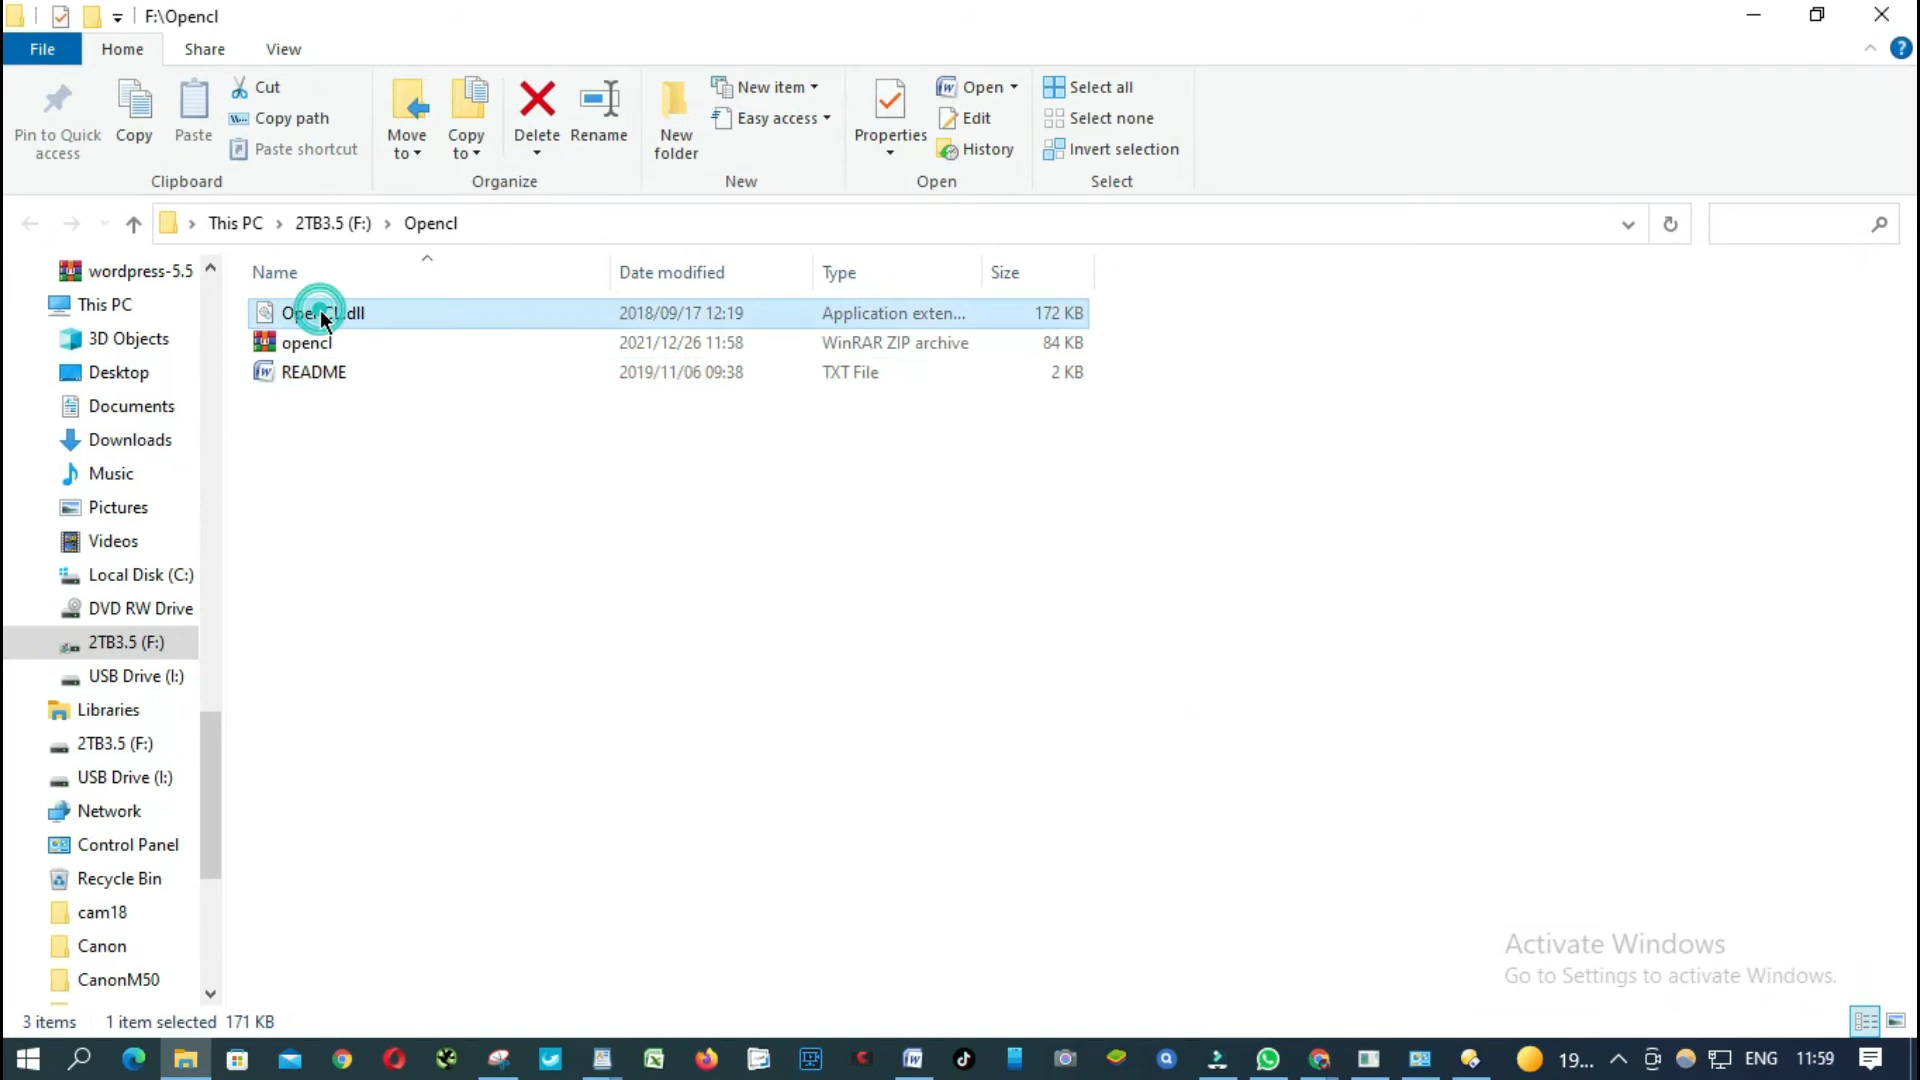 F:\Opencl
File Home Share View
Pin to Quick access
Copy
Paste
Cut
Copy path
Paste shortcut
Clipboard
Move to
Copy to
Delete
Rename
Organize
New folder
New item
Easy access
New
Properties
Open
Edit
History
Open
Select all
Select none
Invert selection
Select
This PC > 2TB3.5 (F:) > Opencl
Name Date modified Type Size
.dll 2018/09/17 12:19 Application exten... 172 KB
opencl 2021/12/26 11:58 WinRAR ZIP archive 84 KB
README 2019/11/06 09:38 TXT File 2 KB
wordpress-5.5
This PC
3D Objects
Desktop
Documents
Downloads
Music
Pictures
Videos
Local Disk (C:)
DVD RW Drive
2TB3.5 (F:)
USB Drive (I:)
Libraries
2TB3.5 (F:)
USB Drive (I:)
Network
Control Panel
Recycle Bin
cam18
Canon
CanonM50
Activate Windows
Go to Settings to activate Windows.
3 items 1 item selected 171 KB
19... ENG 11:59